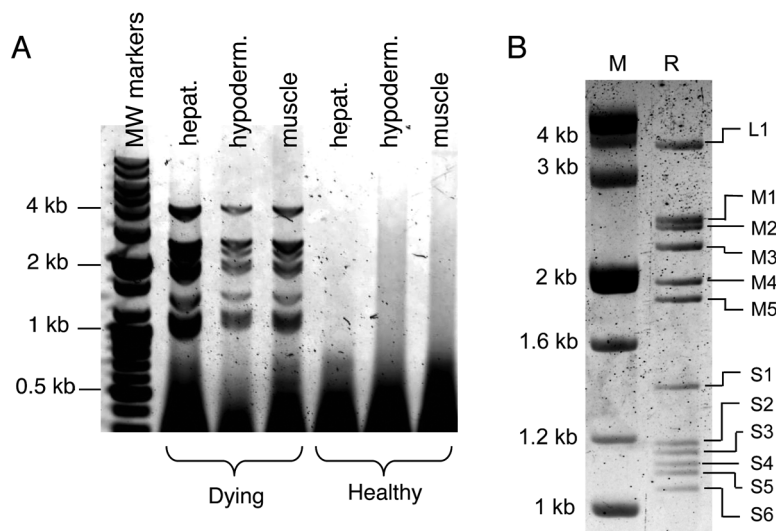 A
MW markers
hepat.
hypoderm.
muscle
hepat.
hypoderm.
muscle
4 kb
2 kb
1 kb
0.5 kb
Dying
Healthy
B
M
R
4 kb
3 kb
2 kb
1.6 kb
1.2 kb
1 kb
L1
M1
M2
M3
M4
M5
S1
S2
S3
S4
S5
S6